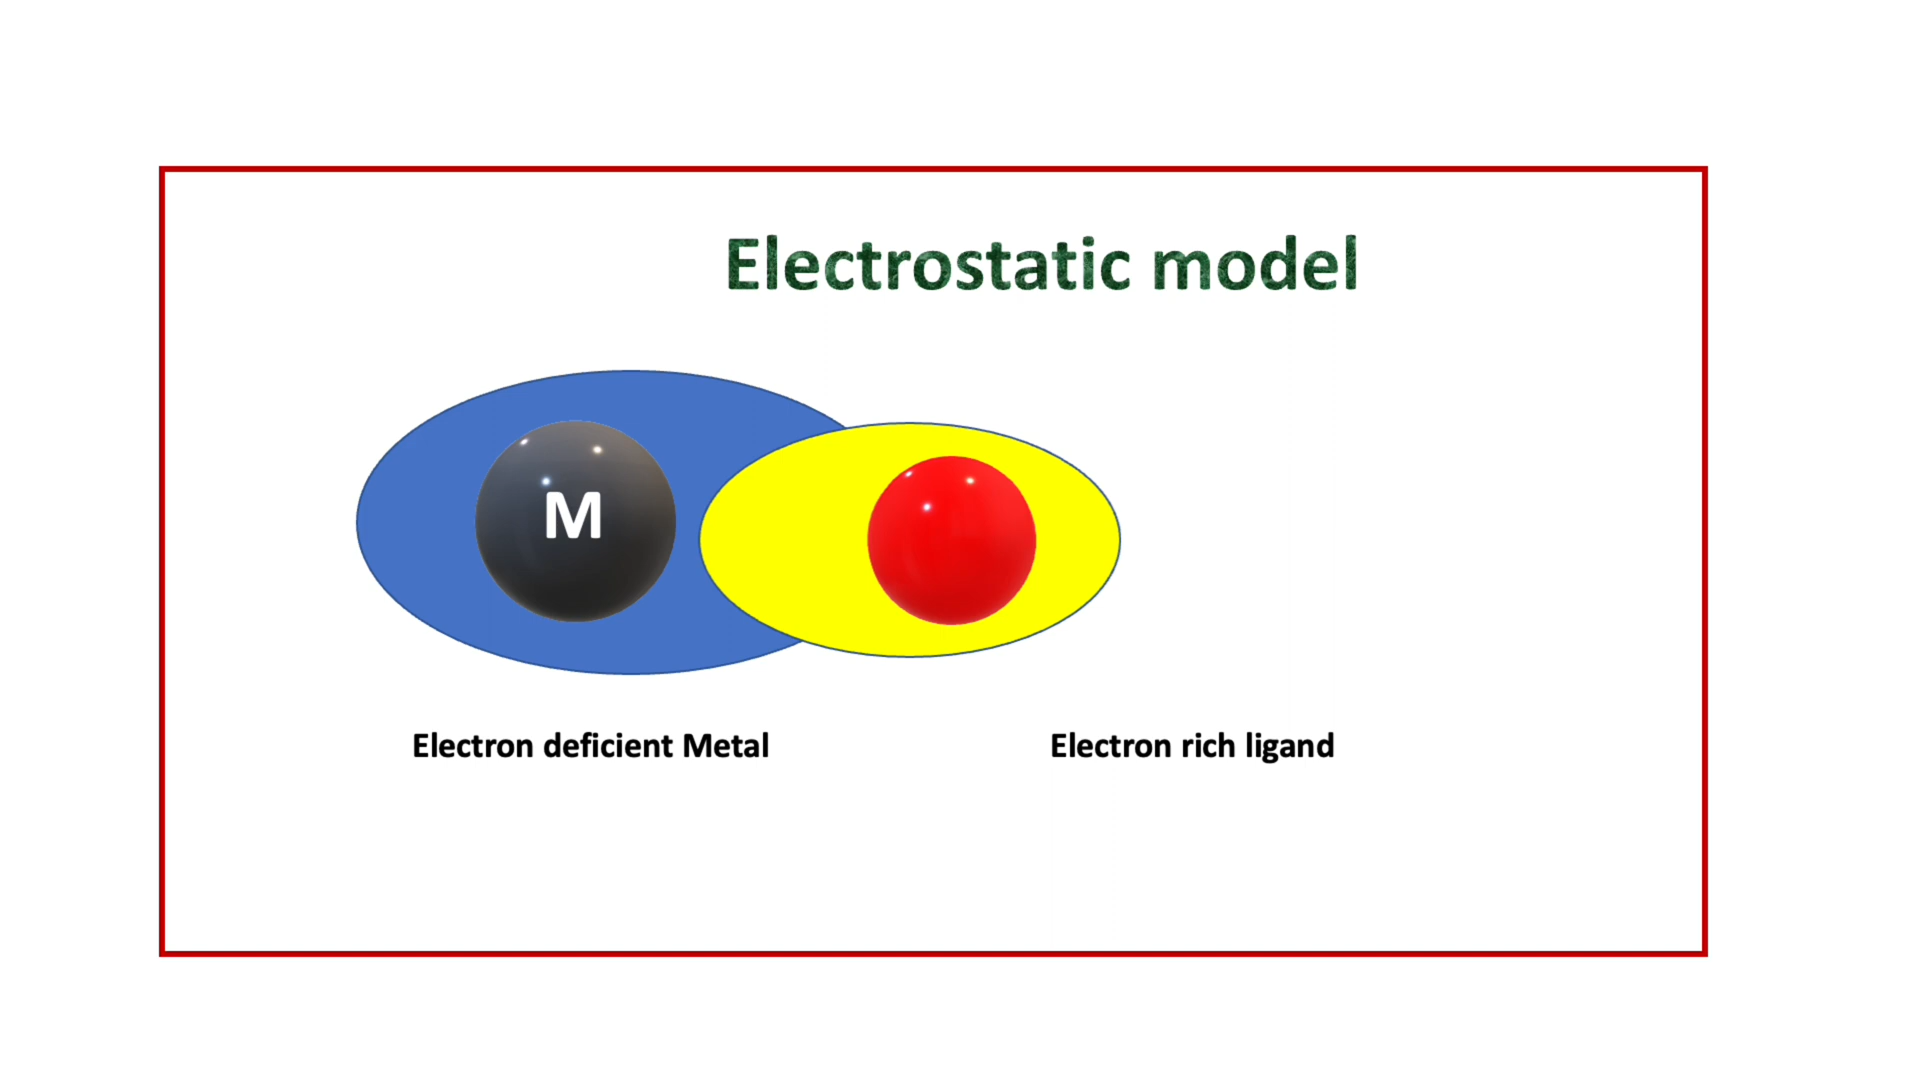 Electrostatic model
M
Electron deficient Metal
Electron rich ligand